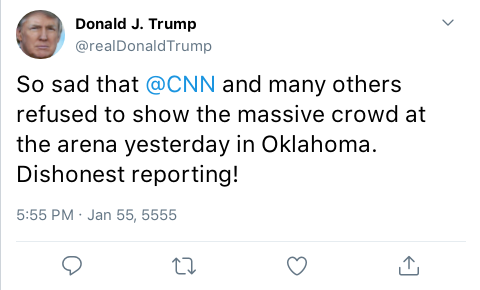 Donald J. Trump
@realDonaldTrump
So sad that @CNN and many others
refused to show the massive crowd at
the arena yesterday in Oklahoma.
Dishonest reporting!
5:55 PM · Jan 55, 5555